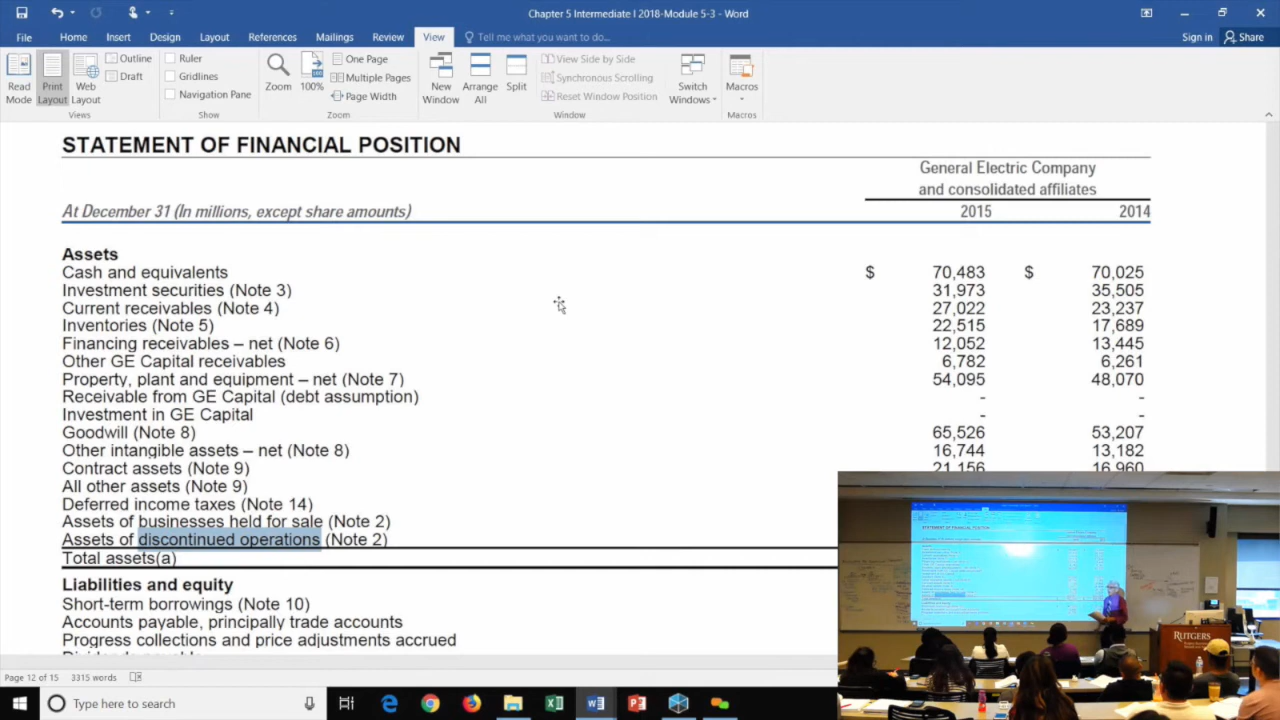 Chapter 5 Intermediate I 2018-Module 5-3 - Word
File Home Insert Design Layout References Mailings Review View Tell me what you want to do... Sign in Share
Read Mode
Print Layout
Web Layout
Outline
Draft
Views
Ruler
Gridlines
Navigation Pane
Show
Zoom
100%
One Page
Multiple Pages
Page Width
Zoom
New Window
Arrange All
Split
View Side by Side
Synchronous Scrolling
Reset Window Position
Window
Switch Windows
Macros
Macros
STATEMENT OF FINANCIAL POSITION
General Electric Company
and consolidated affiliates
At December 31 (In millions, except share amounts) 2015 2014
Assets
Cash and equivalents $ 70,483 $ 70,025
Investment securities (Note 3) 31,973 35,505
Current receivables (Note 4) 27,022 23,237
Inventories (Note 5) 22,515 17,689
Financing receivables – net (Note 6) 12,052 13,445
Other GE Capital receivables 6,782 6,261
Property, plant and equipment – net (Note 7) 54,095 48,070
Receivable from GE Capital (debt assumption) - -
Investment in GE Capital - -
Goodwill (Note 8) 65,526 53,207
Other intangible assets – net (Note 8) 16,744 13,182
Contract assets (Note 9) 21,156 16,960
All other assets (Note 9)
Deferred income taxes (Note 14)
Assets of businesses held for sale (Note 2)
Assets of discontinued operations (Note 2)
Total assets(a)
Liabilities and equity
Short-term borrowings (Note 10)
Accounts payable, principally trade accounts
Progress collections and price adjustments accrued
STATEMENT OF FINANCIAL POSITION
RUTGERS
Page 12 of 15 3315 words
Type here to search